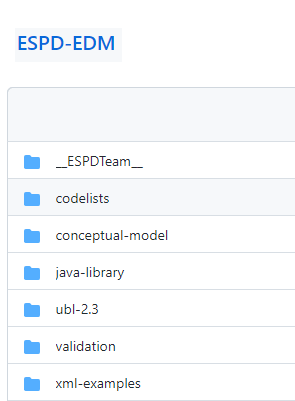 ESPD-EDM
__ESPDTeam__
codelists
conceptual-model
java-library
ubl-2.3
validation
xml-examples